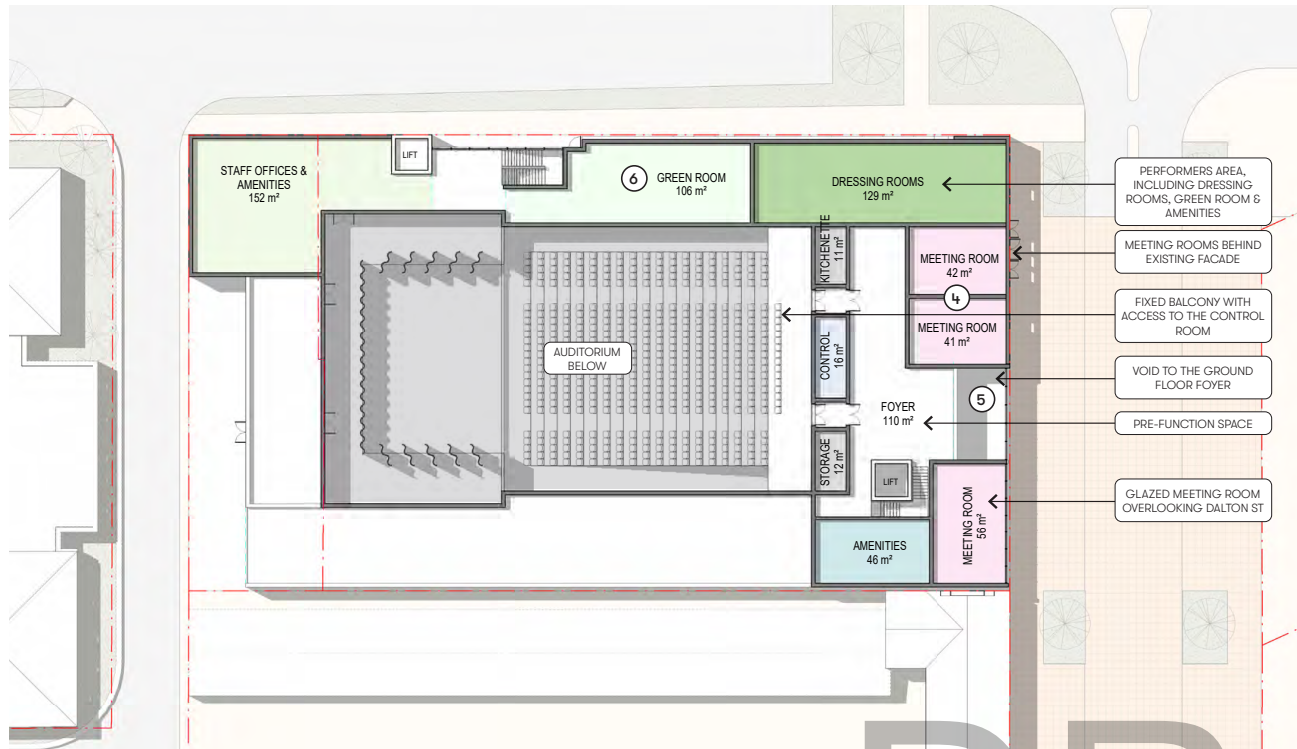 STAFF OFFICES &
AMENITIES
152 m²
LIFT
6
GREEN ROOM
106 m²
DRESSING ROOMS
129 m²
KITCHENETTE
11 m²
MEETING ROOM
42 m²
4
MEETING ROOM
41 m²
CONTROL
16 m²
AUDITORIUM
BELOW
FOYER
110 m²
5
STORAGE
12 m²
LIFT
MEETING ROOM
56 m²
AMENITIES
46 m²
PERFORMERS AREA,
INCLUDING DRESSING
ROOMS, GREEN ROOM &
AMENITIES
MEETING ROOMS BEHIND
EXISTING FACADE
FIXED BALCONY WITH
ACCESS TO THE CONTROL
ROOM
VOID TO THE GROUND
FLOOR FOYER
PRE-FUNCTION SPACE
GLAZED MEETING ROOM
OVERLOOKING DALTON ST